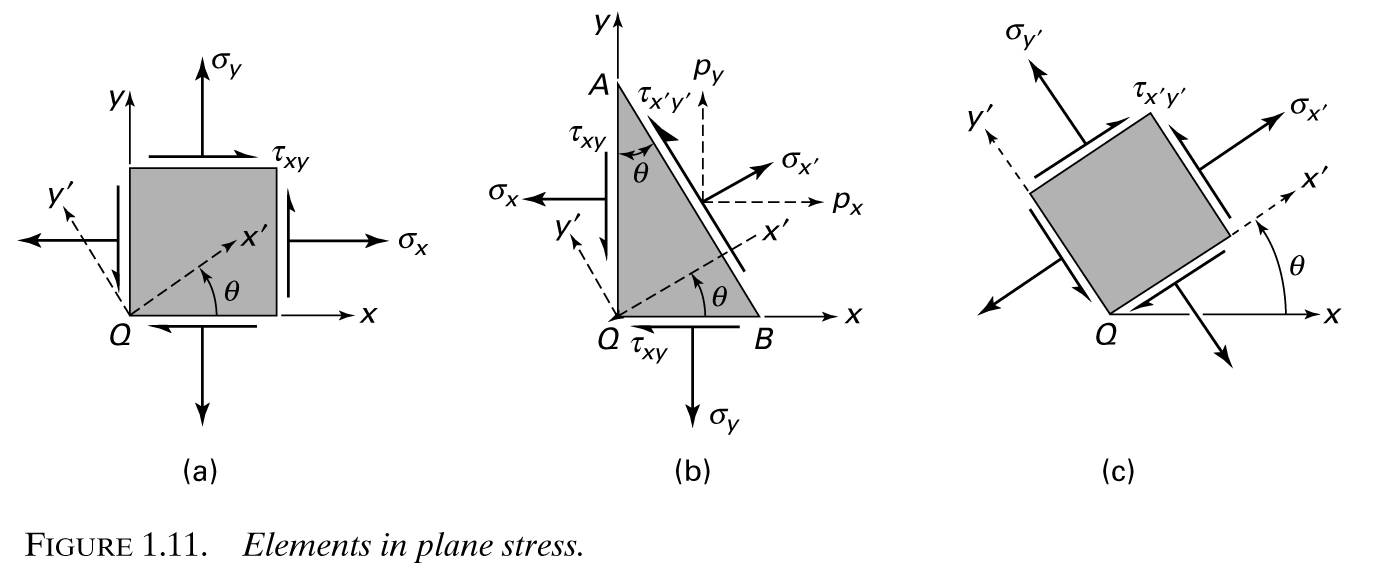 σy
y
τxy
y′
x′
σx
θ
Q
x
(a)
y
py
A
τx′y′
τxy
σx′
θ
σx
px
y′
x′
θ
x
Q
τxy
B
σy
(b)
σy′
τx′y′
σx′
y′
x′
θ
x
Q
(c)
FIGURE 1.11. Elements in plane stress.